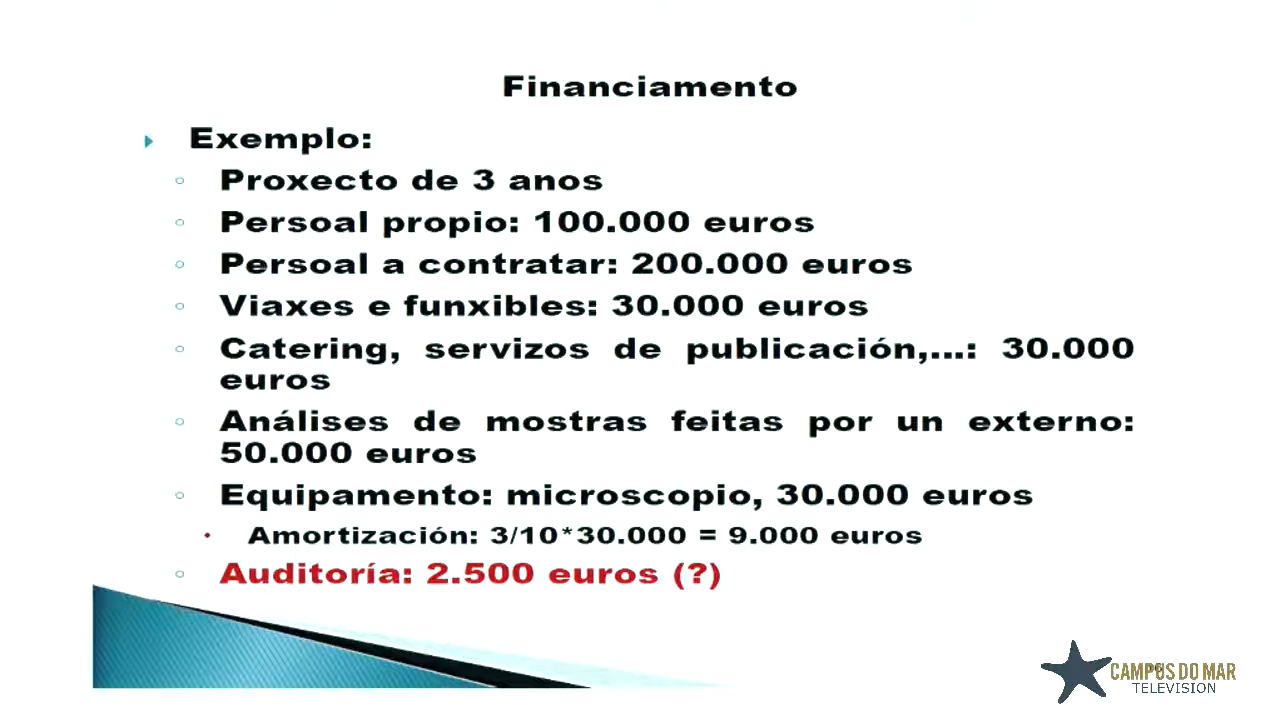 Financiamento
Exemplo:
Proxecto de 3 anos
Persoal propio: 100.000 euros
Persoal a contratar: 200.000 euros
Viaxes e funxibles: 30.000 euros
Catering, servizos de publicación,...: 30.000
euros
Análises de mostras feitas por un externo:
50.000 euros
Equipamento: microscopio, 30.000 euros
Amortización: 3/10*30.000 = 9.000 euros
Auditoría: 2.500 euros (?)
CAMPUS DO MAR
TELEVISION